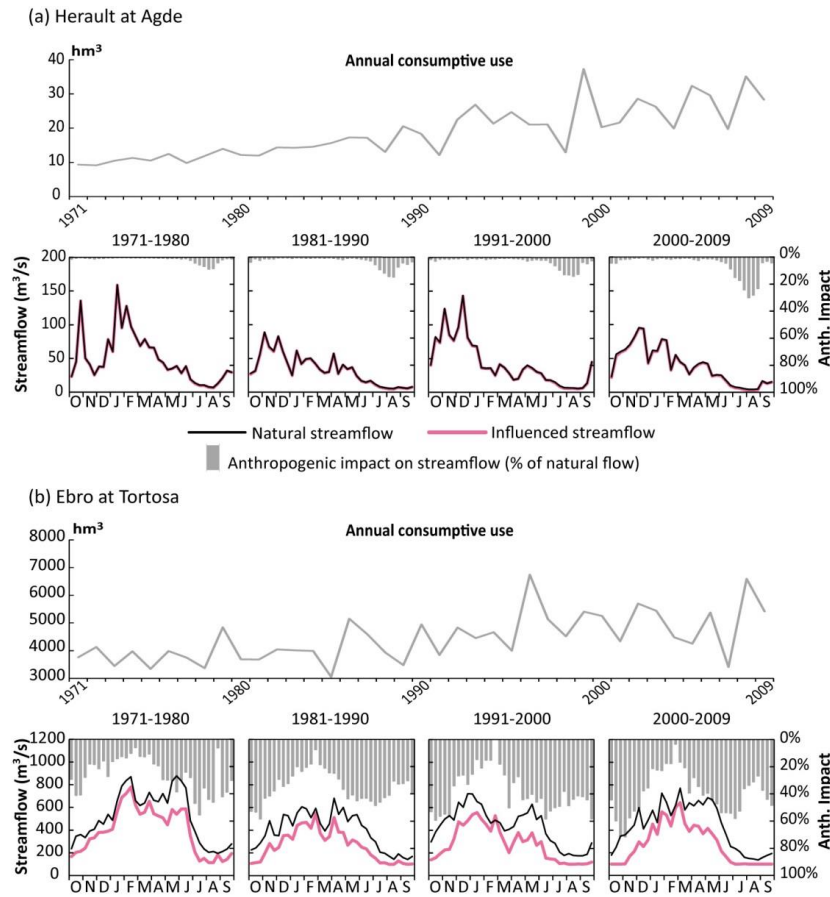 (a) Herault at Agde
hm³
Annual consumptive use
40
30
20
10
0
1971
1980
1990
2000
2009
1971-1980
1981-1990
1991-2000
2000-2009
Streamflow (m³/s)
200
150
100
50
0
0%
20%
40%
60%
80%
100%
Anth. Impact
O N D J F M A M J J A S
O N D J F M A M J J A S
O N D J F M A M J J A S
O N D J F M A M J J A S
Natural streamflow
Influenced streamflow
Anthropogenic impact on streamflow (% of natural flow)
(b) Ebro at Tortosa
hm³
Annual consumptive use
8000
7000
6000
5000
4000
3000
1971
1980
1990
2000
2009
1971-1980
1981-1990
1991-2000
2000-2009
Streamflow (m³/s)
1200
1000
800
600
400
200
0
0%
20%
40%
60%
80%
100%
Anth. Impact
O N D J F M A M J J A S
O N D J F M A M J J A S
O N D J F M A M J J A S
O N D J F M A M J J A S